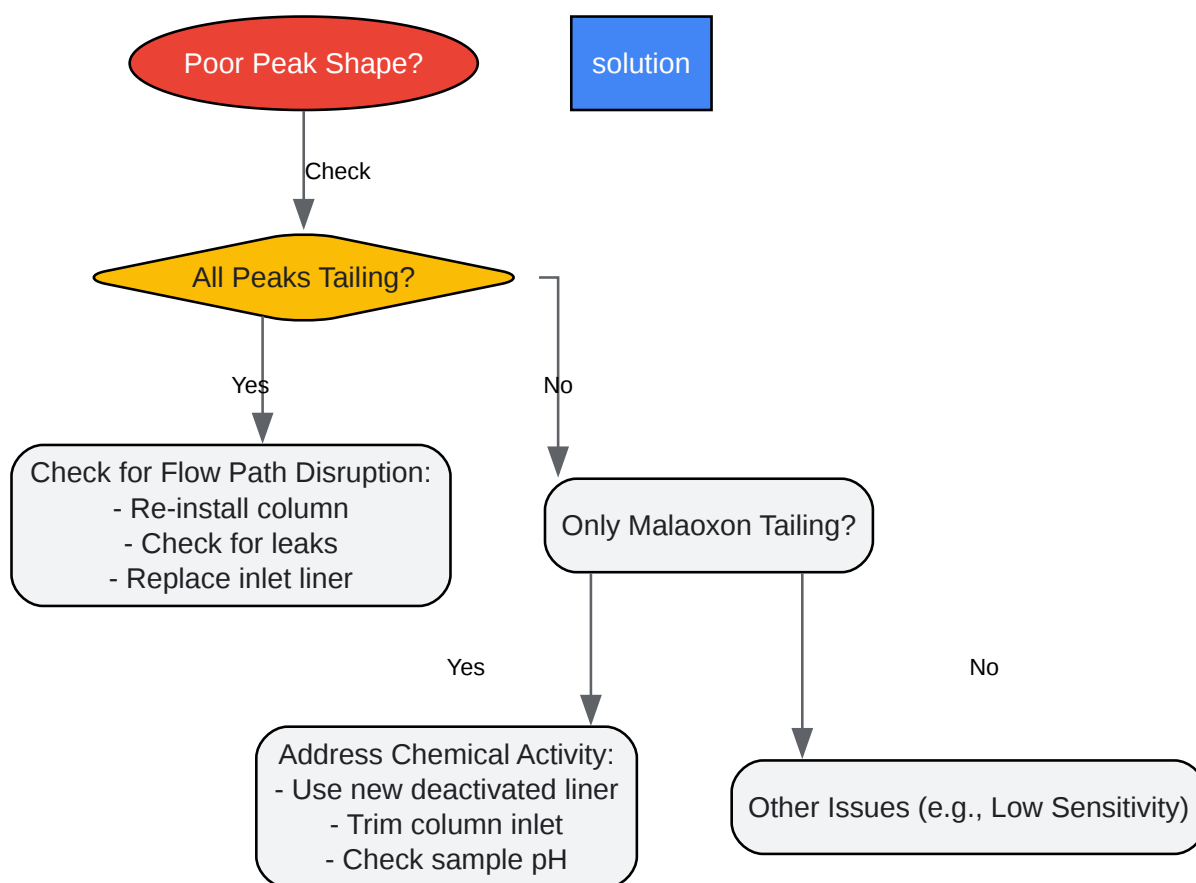 Poor Peak Shape?
solution
Check
All Peaks Tailing?
Yes
No
Check for Flow Path Disruption:
- Re-install column
- Check for leaks
- Replace inlet liner
Only Malaoxon Tailing?
Yes
No
Address Chemical Activity:
- Use new deactivated liner
- Trim column inlet
- Check sample pH
Other Issues (e.g., Low Sensitivity)